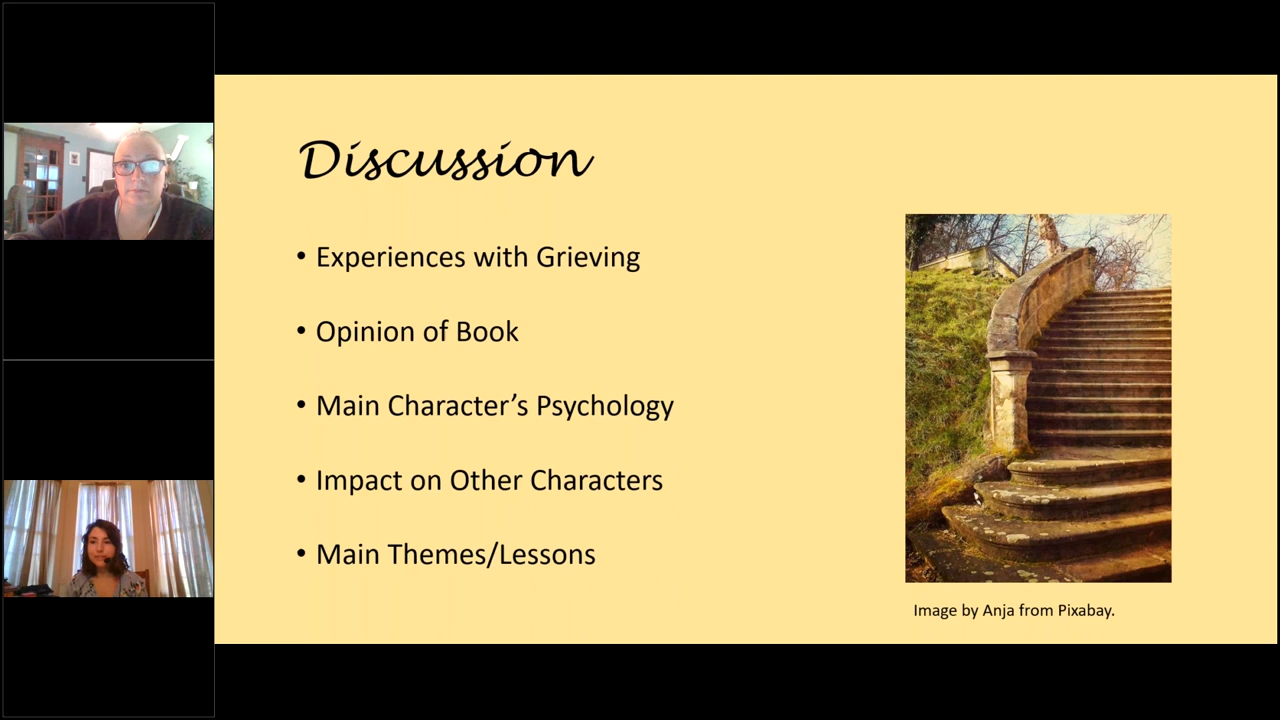 Discussion
• Experiences with Grieving
• Opinion of Book
• Main Character’s Psychology
• Impact on Other Characters
• Main Themes/Lessons
Image by Anja from Pixabay.